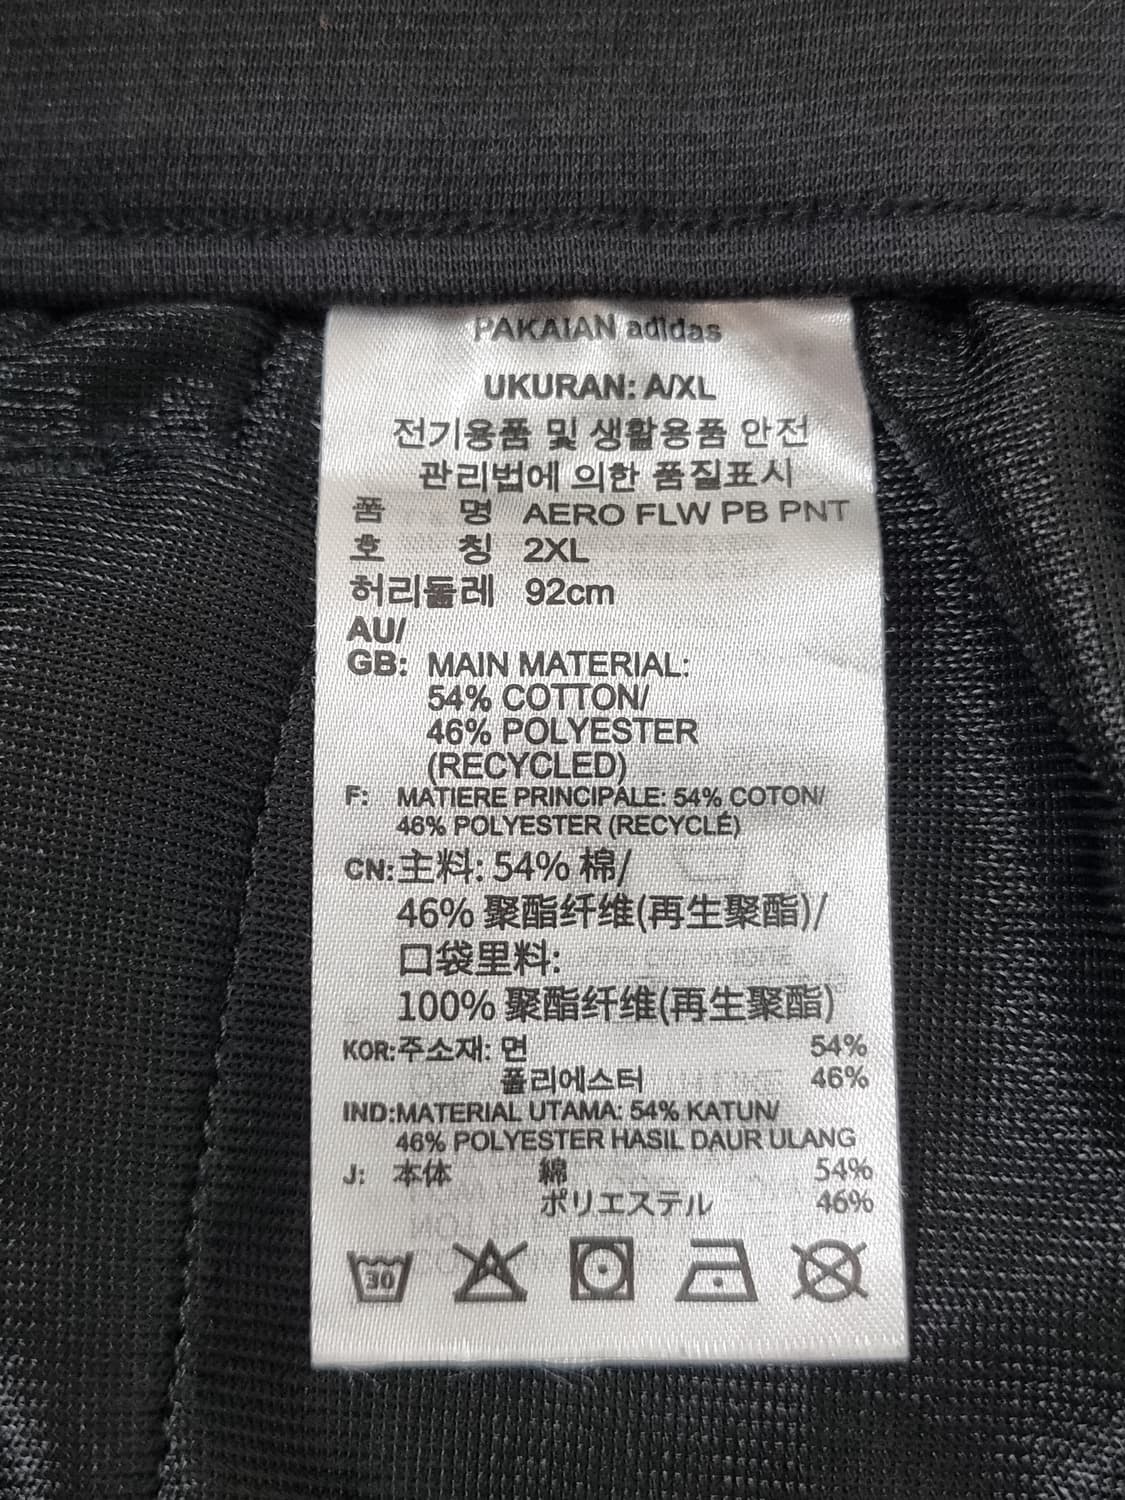 PAKAIAN adidas
UKURAN: A/XL
전기용품 및 생활용품 안전
관리법에 의한 품질표시
품 명 AERO FLW PB PNT
호 칭 2XL
허리둘레 92cm
AU/
GB: MAIN MATERIAL:
54% COTTON/
46% POLYESTER
(RECYCLED)
F: MATIERE PRINCIPALE: 54% COTON/
46% POLYESTER (RECYCLÉ)
CN:主料: 54% 棉/
46% 聚酯纤维(再生聚酯)/
口袋里料:
100% 聚酯纤维(再生聚酯)
KOR:주소재: 면 54%
폴리에스터 46%
IND:MATERIAL UTAMA: 54% KATUN/
46% POLYESTER HASIL DAUR ULANG
J: 本体 綿 54%
ポリエステル 46%
30